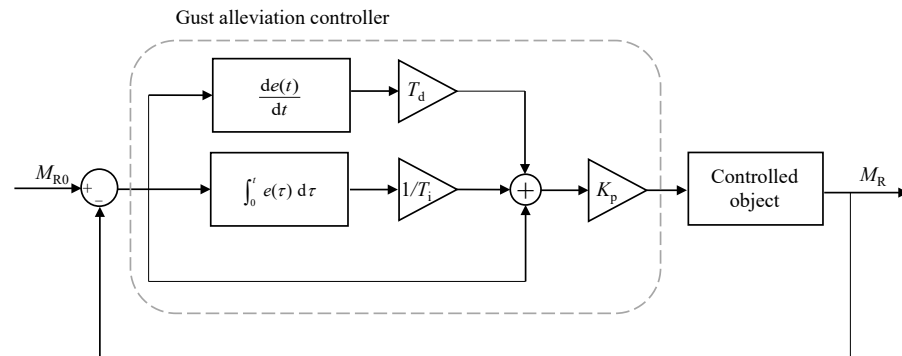 Gust alleviation controller
de(t)
dt
T_d
M_R0
+
−
∫_0^t e(τ) dτ
1/T_i
+
K_p
Controlled
object
M_R